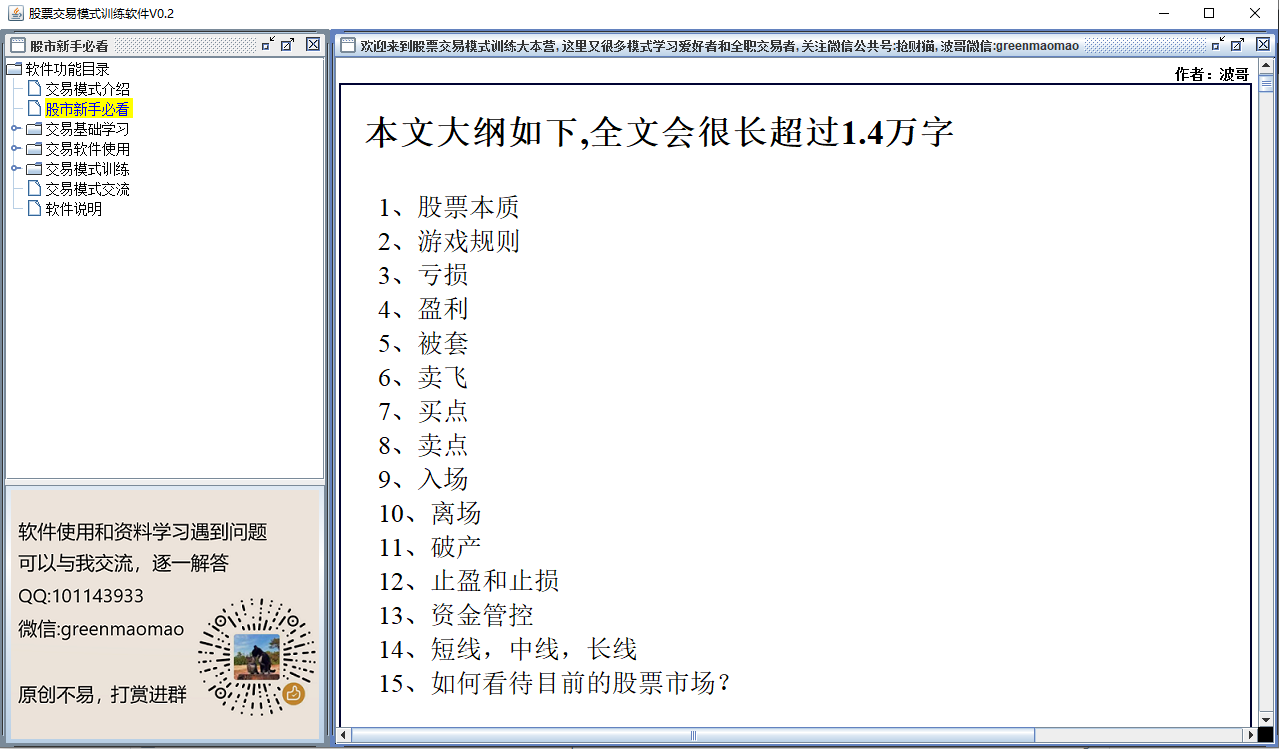 股票交易模式训练软件V0.2
股市新手必看
软件功能目录
交易模式介绍
股市新手必看
交易基础学习
交易软件使用
交易模式训练
交易模式交流
软件说明
软件使用和资料学习遇到问题
可以与我交流，逐一解答
QQ:101143933
微信:greenmaomao
原创不易，打赏进群
欢迎来到股票交易模式训练大本营,这里又很多模式学习爱好者和全职交易者,关注微信公共号:抢财猫,波哥微信:greenmaomao
作者：波哥
本文大纲如下,全文会很长超过1.4万字
1、股票本质
2、游戏规则
3、亏损
4、盈利
5、被套
6、卖飞
7、买点
8、卖点
9、入场
10、离场
11、破产
12、止盈和止损
13、资金管控
14、短线，中线，长线
15、如何看待目前的股票市场？